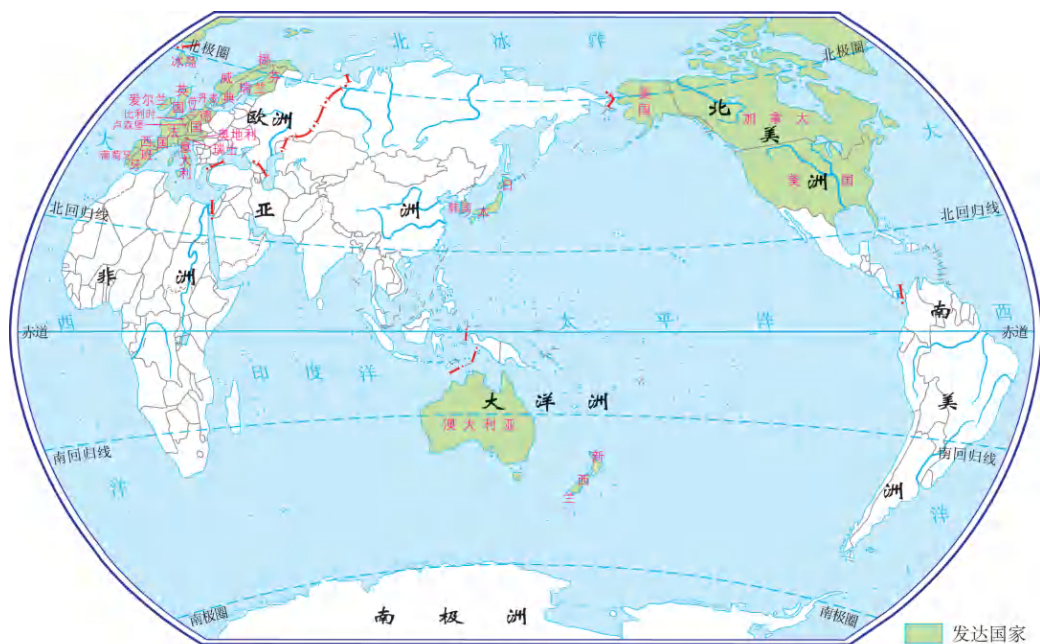 北冰洋
北极圈
冰岛
挪威
瑞典
芬兰
爱尔兰
英国
丹麦
荷
比利时
卢森堡
德国
法国
奥地利
瑞士
西班牙
葡萄牙
意大利
欧洲
亚洲
非洲
日本
韩国
美国
北美洲
加拿大
美国
大西洋
大西洋
北回归线
北回归线
赤道
赤道
太平洋
印度洋
南美洲
大洋洲
澳大利亚
新西兰
南回归线
南回归线
南极圈
南极圈
南极洲
发达国家